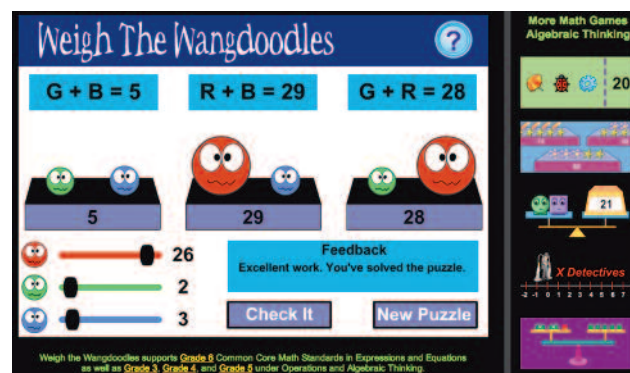 Weigh The Wangdoodles
?
G + B = 5
R + B = 29
G + R = 28
5
29
28
26
2
3
Feedback
Excellent work. You've solved the puzzle.
Check It
New Puzzle
Weigh the Wangdoodles supports Grade 6 Common Core Math Standards in Expressions and Equations
as well as Grade 3, Grade 4, and Grade 5 under Operations and Algebraic Thinking.
More Math Games
Algebraic Thinking
20
21
X Detectives
-2 -1 0 1 2 3 4 5 6 7